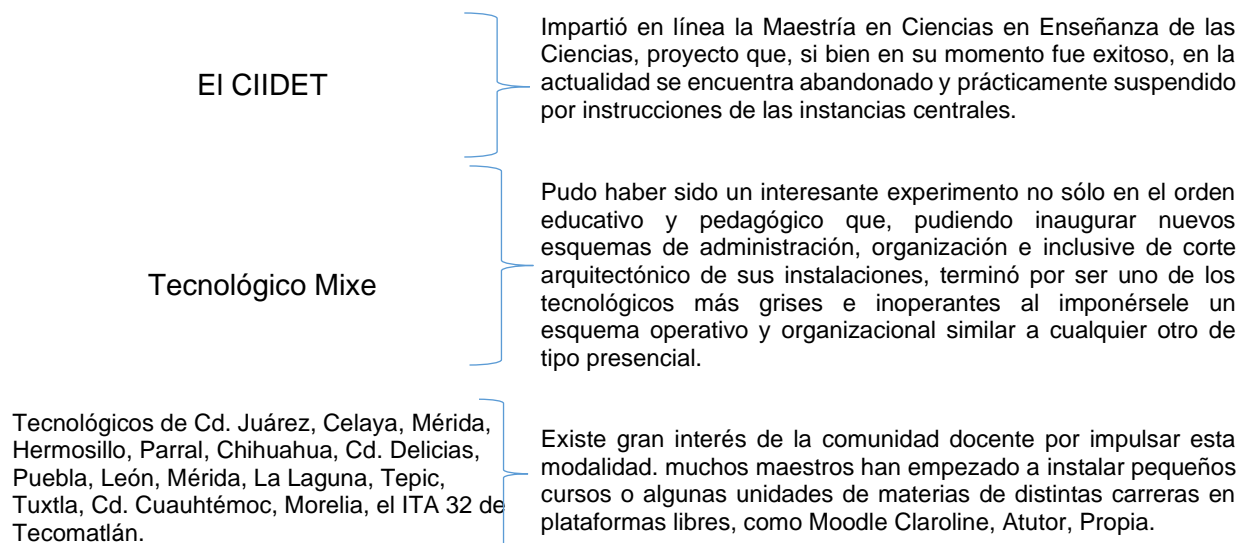 El CIIDET
Impartió en línea la Maestría en Ciencias en Enseñanza de las
Ciencias, proyecto que, si bien en su momento fue exitoso, en la
actualidad se encuentra abandonado y prácticamente suspendido
por instrucciones de las instancias centrales.
Tecnológico Mixe
Pudo haber sido un interesante experimento no sólo en el orden
educativo y pedagógico que, pudiendo inaugurar nuevos
esquemas de administración, organización e inclusive de corte
arquitectónico de sus instalaciones, terminó por ser uno de los
tecnológicos más grises e inoperantes al imponérsele un
esquema operativo y organizacional similar a cualquier otro de
tipo presencial.
Tecnológicos de Cd. Juárez, Celaya, Mérida,
Hermosillo, Parral, Chihuahua, Cd. Delicias,
Puebla, León, Mérida, La Laguna, Tepic,
Tuxtla, Cd. Cuauhtémoc, Morelia, el ITA 32 de
Tecomatlán.
Existe gran interés de la comunidad docente por impulsar esta
modalidad. muchos maestros han empezado a instalar pequeños
cursos o algunas unidades de materias de distintas carreras en
plataformas libres, como Moodle Claroline, Atutor, Propia.